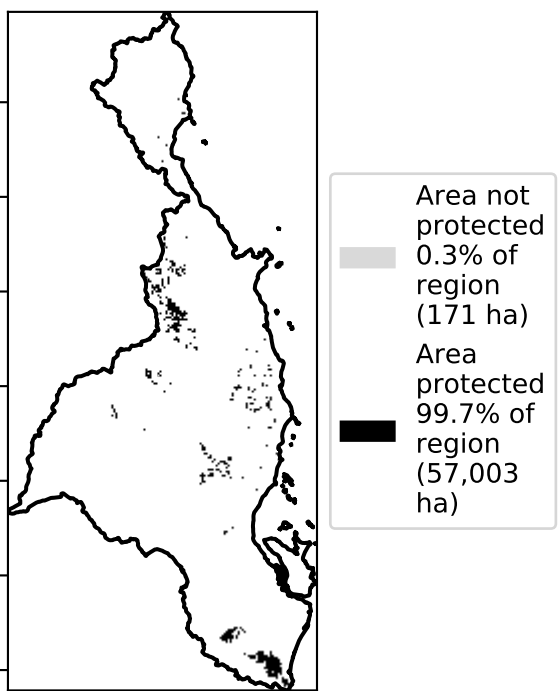 Area not
protected
0.3% of
region
(171 ha)
Area
protected
99.7% of
region
(57,003
ha)